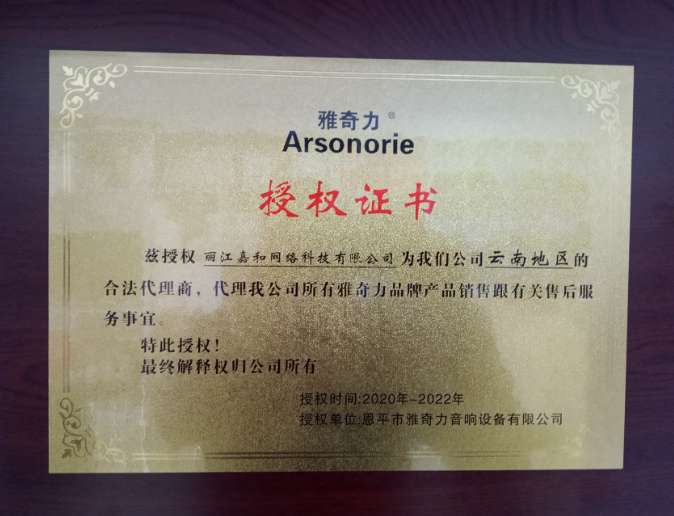 雅奇力®
Arsonorie
授权证书
兹授权 丽江嘉和网络科技有限公司 为我们公司云南地区的
合法代理商，代理我公司所有雅奇力品牌产品销售跟有关售后服
务事宜。
特此授权！
最终解释权归公司所有
授权时间:2020年-2022年
授权单位:恩平市雅奇力音响设备有限公司